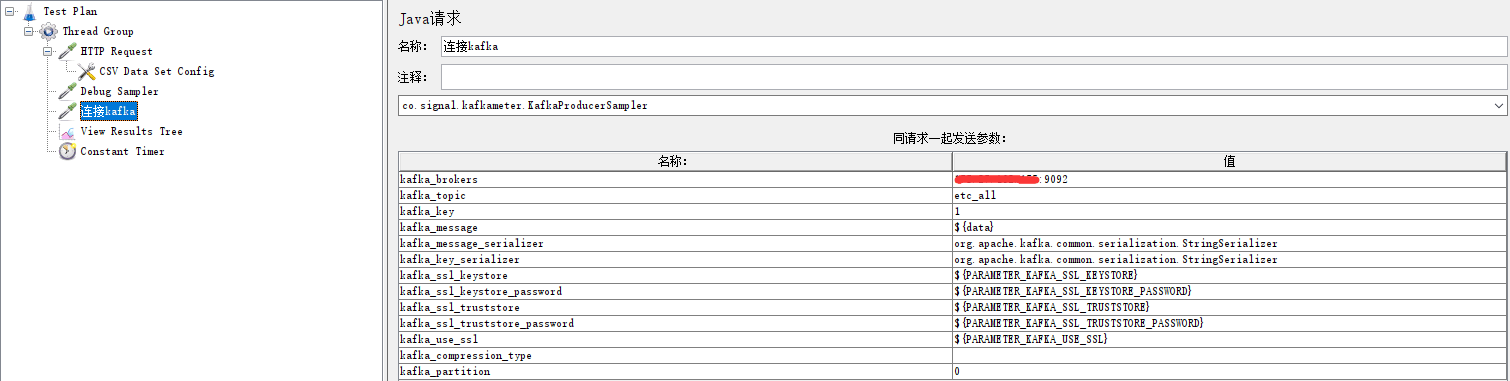 Test Plan
Thread Group
HTTP Request
CSV Data Set Config
Debug Sampler
连接kafka
View Results Tree
Constant Timer
Java请求
名称： 连接kafka
注释：
co.signal.kafkameter.KafkaProducerSampler
同请求一起发送参数：
名称： 值
kafka_brokers :9092
kafka_topic etc_all
kafka_key 1
kafka_message ${data}
kafka_message_serializer org.apache.kafka.common.serialization.StringSerializer
kafka_key_serializer org.apache.kafka.common.serialization.StringSerializer
kafka_ssl_keystore ${PARAMETER_KAFKA_SSL_KEYSTORE}
kafka_ssl_keystore_password ${PARAMETER_KAFKA_SSL_KEYSTORE_PASSWORD}
kafka_ssl_truststore ${PARAMETER_KAFKA_SSL_TRUSTSTORE}
kafka_ssl_truststore_password ${PARAMETER_KAFKA_SSL_TRUSTSTORE_PASSWORD}
kafka_use_ssl ${PARAMETER_KAFKA_USE_SSL}
kafka_compression_type
kafka_partition 0